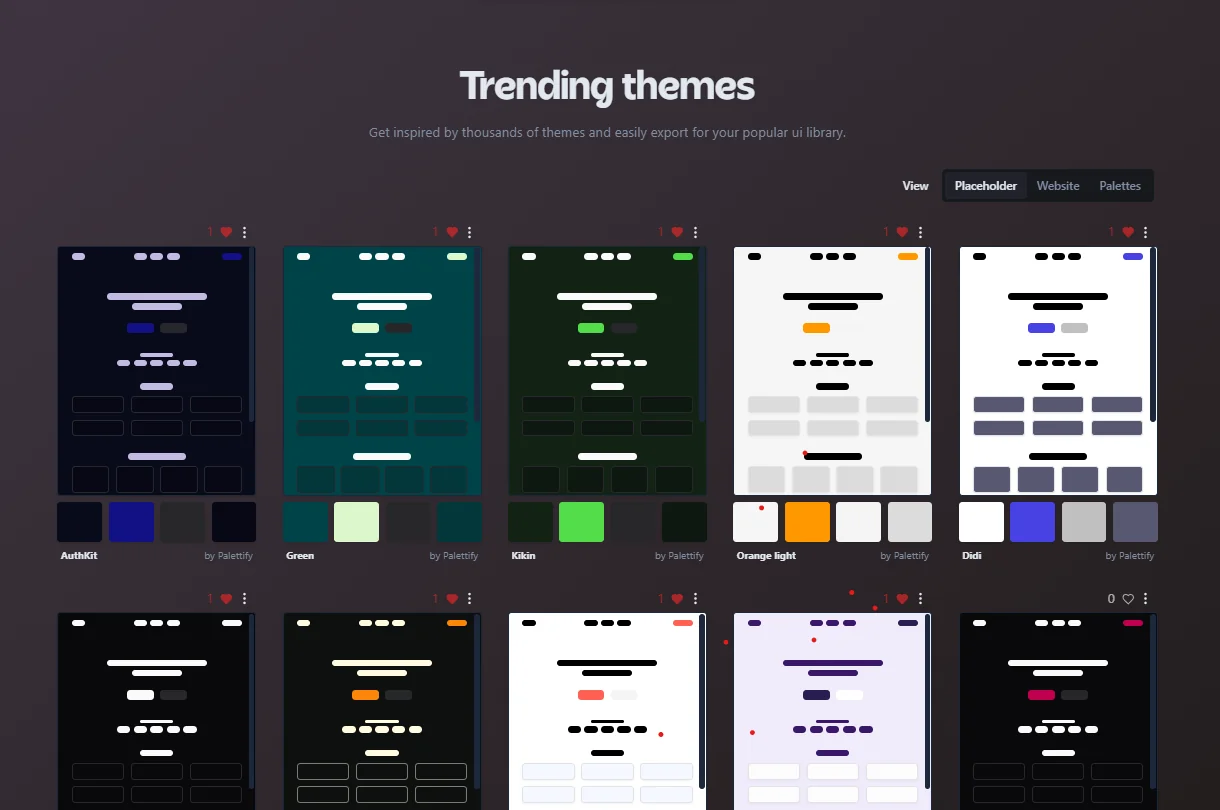 Trending themes
Get inspired by thousands of themes and easily export for your popular ui library.
View Placeholder Website Palettes
1 1 1 1 1
AuthKit by Palettify Green by Palettify Kikin by Palettify Orange light by Palettify Didi by Palettify
1 1 1 1 0